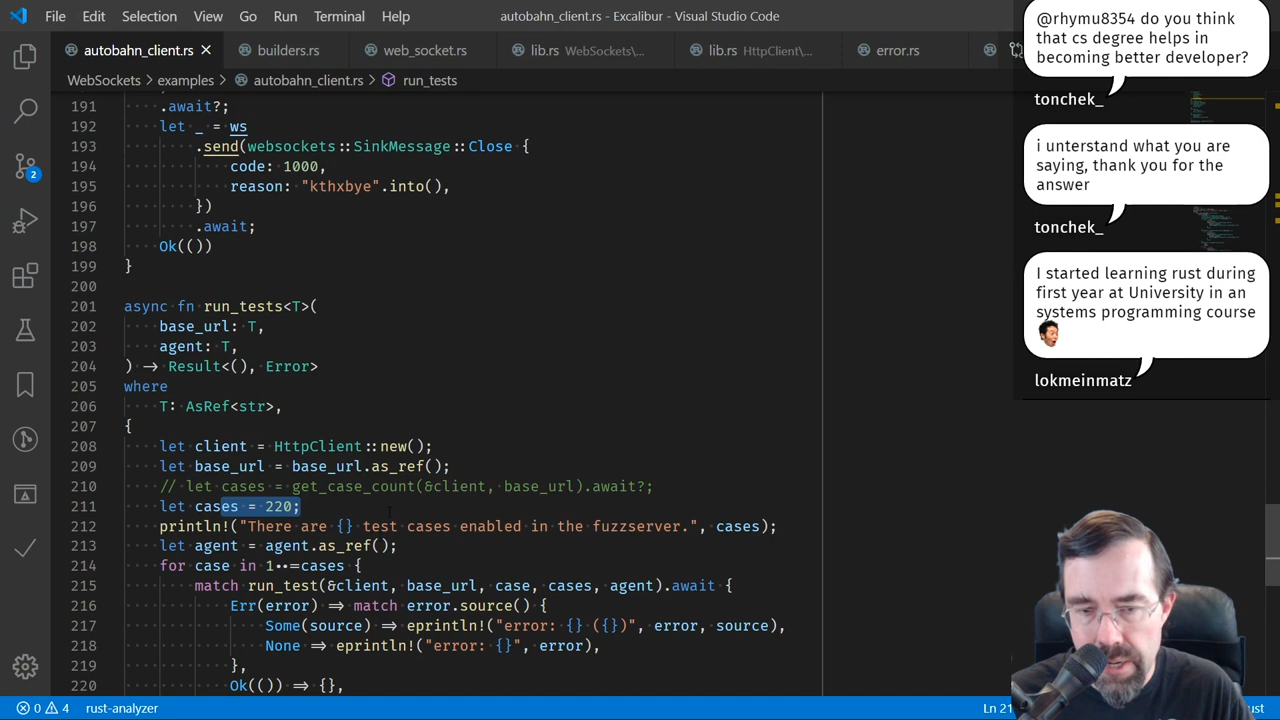 File Edit Selection View Go Run Terminal Help autobahn_client.rs - Excalibur - Visual Studio Code
autobahn_client.rs builders.rs web_socket.rs lib.rs WebSockets\... lib.rs HttpClient\... error.rs
WebSockets › examples › autobahn_client.rs › run_tests
191 .await?;
192 let _ = ws
193 .send(websockets::SinkMessage::Close {
194 code: 1000,
195 reason: "kthxbye".into(),
196 })
197 .await;
198 Ok(())
199 }
200
201 async fn run_tests<T>(
202 base_url: T,
203 agent: T,
204 ) -> Result<(), Error>
205 where
206 T: AsRef<str>,
207 {
208 let client = HttpClient::new();
209 let base_url = base_url.as_ref();
210 // let cases = get_case_count(&client, base_url).await?;
211 let cases = 220;
212 println!("There are {} test cases enabled in the fuzzserver.", cases);
213 let agent = agent.as_ref();
214 for case in 1..=cases {
215 match run_test(&client, base_url, case, cases, agent).await {
216 Err(error) => match error.source() {
217 Some(source) => eprintln!("error: {} ({})", error, source),
218 None => eprintln!("error: {}", error),
219 },
220 Ok(()) => {},
2
0 4 rust-analyzer Ln 21
@rhymu8354 do you think
that cs degree helps in
becoming better developer?
tonchek_
i unterstand what you are
saying, thank you for the
answer
tonchek_
I started learning rust during
first year at University in an
systems programming course
lokmeinmatz